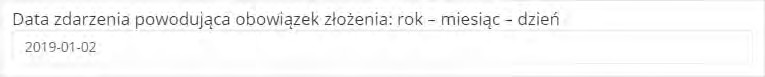 Data zdarzenia powodująca obowiązek złożenia: rok – miesiąc – dzień
2019-01-02